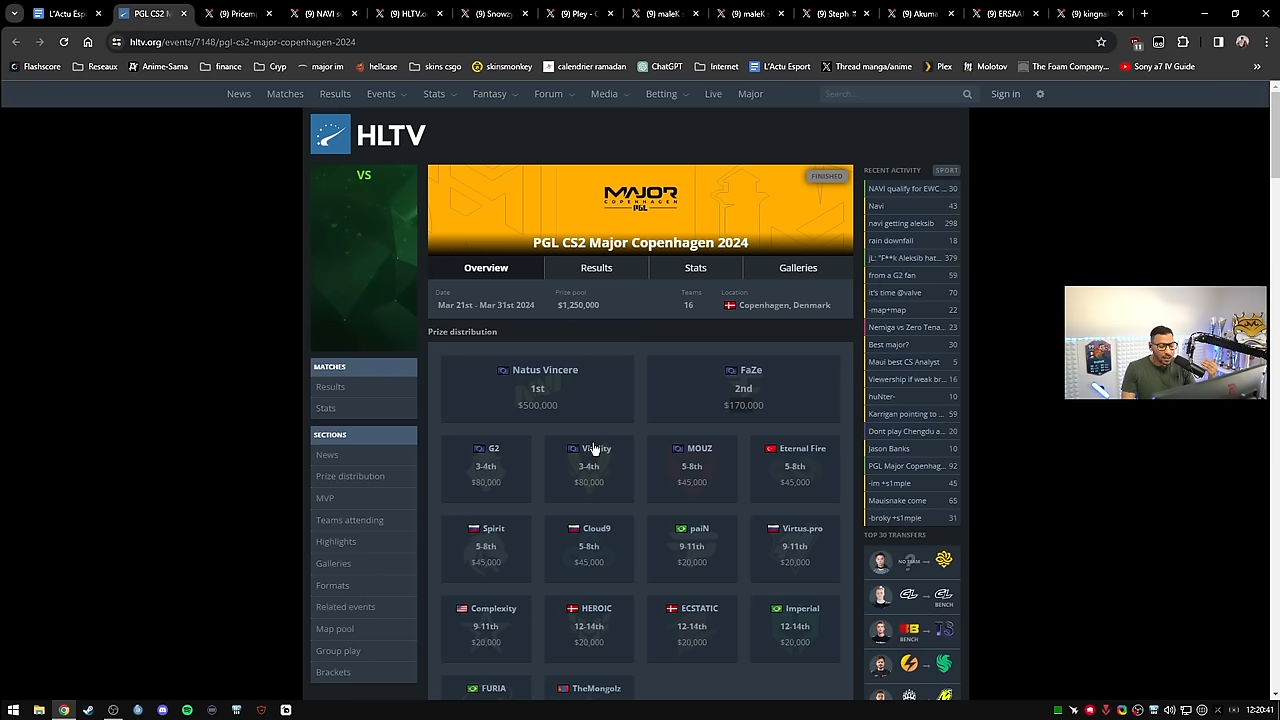 L'Actu Es
PGL CS2 M
(9) Pricem
(9) NAVI s
(9) HLTV.o
(9) Snowzy
(9) Pley - C
(9) maleK
(9) maleK s
(9) Steph
(9) Akuma
(9) ERSAA
(9) kingna
hltv.org/events/7148/pgl-cs2-major-copenhagen-2024
11
Flashscore
Reseaux
Anime-Sama
finance
Cryp
major im
hellcase
skins csgo
skinsmonkey
calendrier ramadan
ChatGPT
Internet
L'Actu Esport
Thread manga/anime
Plex
Molotov
The Foam Company...
Sony a7 IV Guide
News
Matches
Results
Events
Stats
Fantasy
Forum
Media
Betting
Live
Major
Search...
Sign in
HLTV
VS
MATCHES
Results
Stats
SECTIONS
News
Prize distribution
MVP
Teams attending
Highlights
Galleries
Formats
Related events
Map pool
Group play
Brackets
FINISHED
MAJOR
COPENHAGEN
PGL
PGL CS2 Major Copenhagen 2024
Overview
Results
Stats
Galleries
Date
Prize pool
Teams
Location
Mar 21st - Mar 31st 2024
$1,250,000
16
Copenhagen, Denmark
Prize distribution
Natus Vincere
1st
$500.000
FaZe
2nd
$170.000
G2
3-4th
$80,000
3-4th
$80,000
MOUZ
5-8th
$45,000
Eternal Fire
5-8th
$45,000
Spirit
5-8th
$45,000
Cloud9
5-8th
$45,000
paiN
9-11th
$20,000
Virtus.pro
9-11th
$20,000
Complexity
9-11th
$20,000
HEROIC
12-14th
$20,000
ECSTATIC
12-14th
$20,000
Imperial
12-14th
$20,000
FURIA
TheMongolz
RECENT ACTIVITY
SPORT
NAVI qualify for EWC ... 30
Navi 43
navi getting aleksib 298
rain downfall 18
jL: "F**k Aleksib hat... 379
from a G2 fan 59
it's time @valve 70
-map+map 22
Nemiga vs Zero Tena... 23
Best major? 30
Maui best CS Analyst 5
Viewership if weak br... 16
huNter- 10
Karrigan pointing to ... 59
Dont play Chengdu a... 20
Jason Banks 10
PGL Major Copenhag... 92
-im +s1mple 45
Mauisnake come 65
-broky +s1mple 31
TOP 30 TRANSFERS
BENCH
BENCH
12:20:41